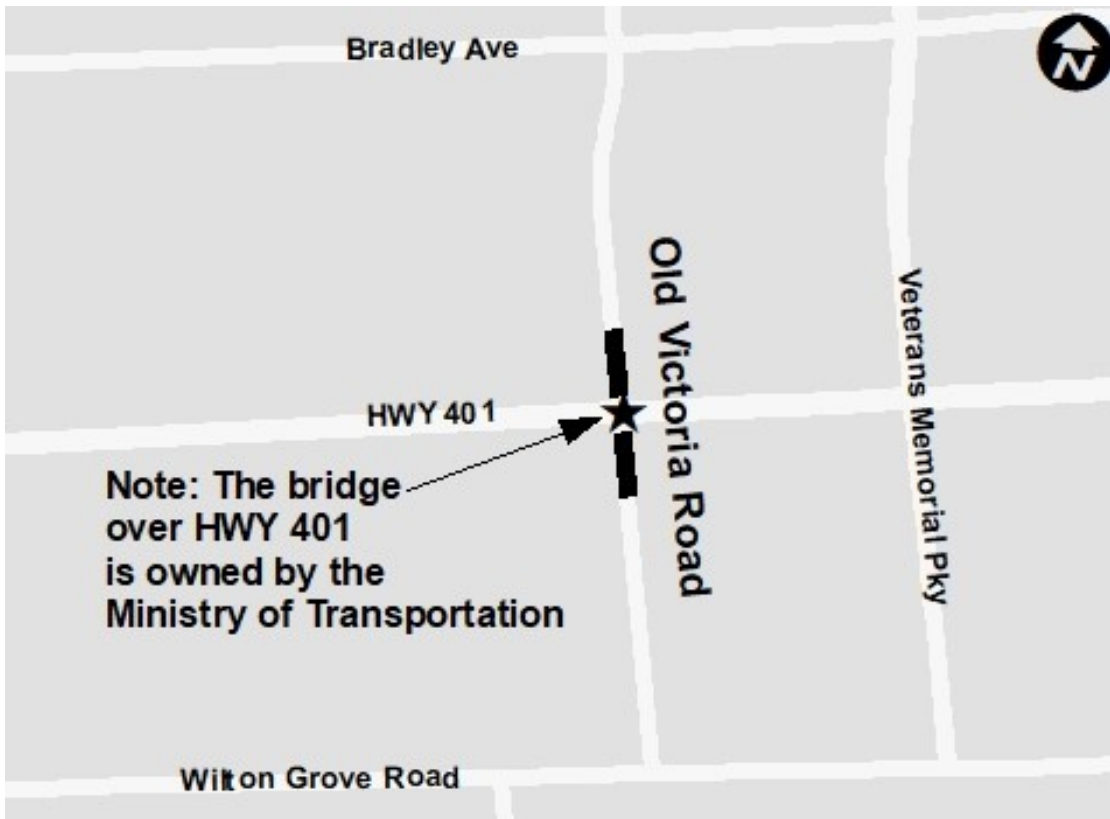 Bradley Ave
N
Old Victoria Road
Veterans Memorial Pky
HWY 401
Note: The bridge
over HWY 401
is owned by the
Ministry of Transportation
Wilton Grove Road